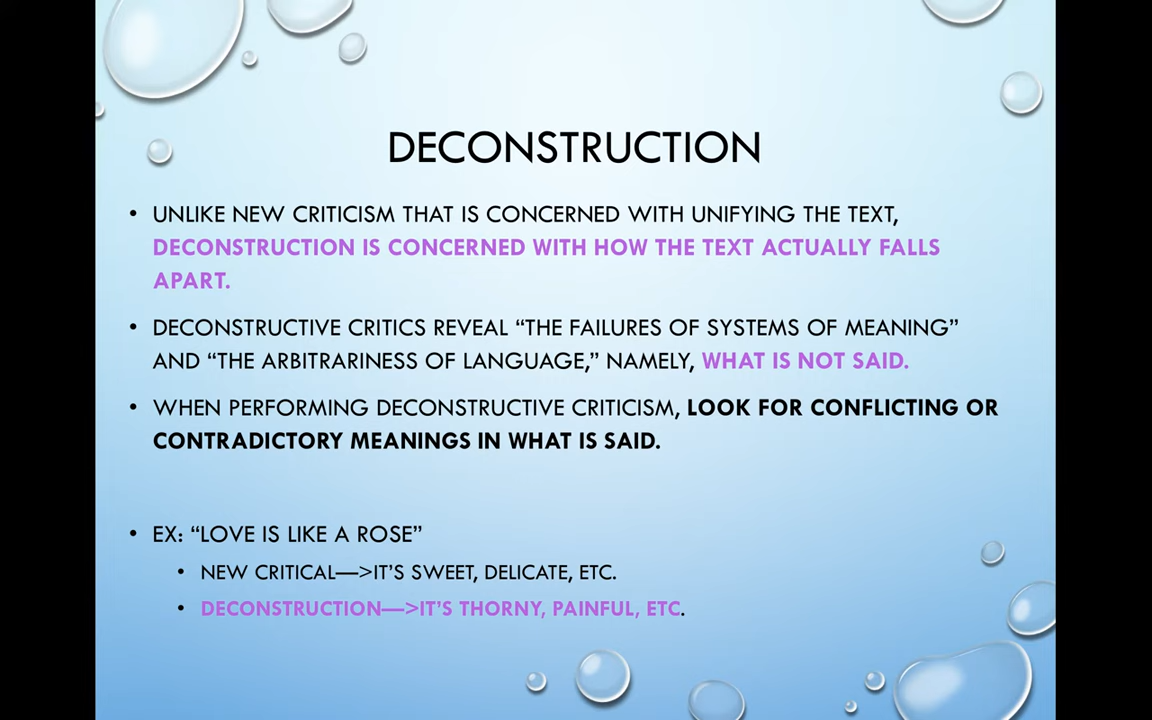 DECONSTRUCTION
• UNLIKE NEW CRITICISM THAT IS CONCERNED WITH UNIFYING THE TEXT,
DECONSTRUCTION IS CONCERNED WITH HOW THE TEXT ACTUALLY FALLS
APART.
• DECONSTRUCTIVE CRITICS REVEAL “THE FAILURES OF SYSTEMS OF MEANING”
AND “THE ARBITRARINESS OF LANGUAGE,” NAMELY, WHAT IS NOT SAID.
• WHEN PERFORMING DECONSTRUCTIVE CRITICISM, LOOK FOR CONFLICTING OR
CONTRADICTORY MEANINGS IN WHAT IS SAID.
• EX: “LOVE IS LIKE A ROSE”
• NEW CRITICAL—>IT’S SWEET, DELICATE, ETC.
• DECONSTRUCTION—>IT’S THORNY, PAINFUL, ETC.